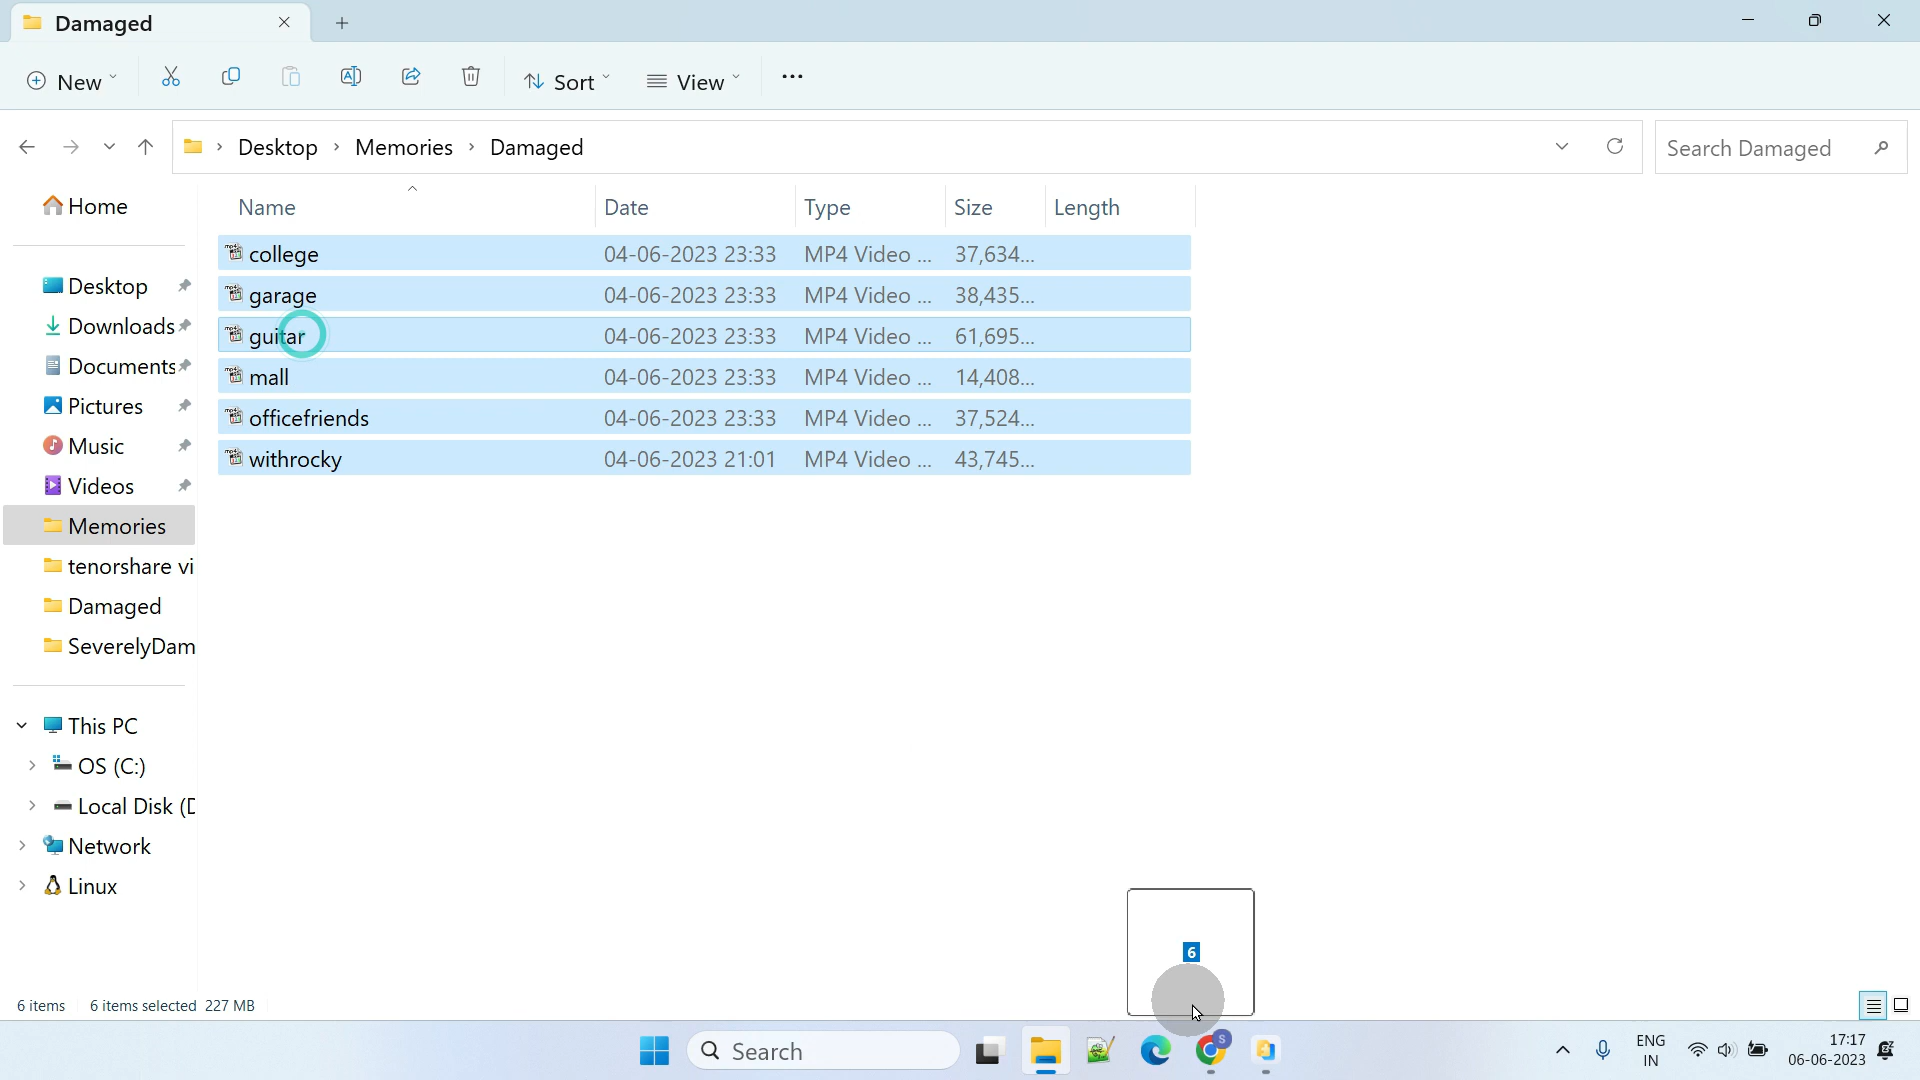 Damaged
New
Sort
View
Desktop
Memories
Damaged
Search Damaged
Home
Desktop
Downloads
Documents
Pictures
Music
Videos
Memories
tenorshare vi
Damaged
SeverelyDam
This PC
OS (C:)
Local Disk (D
Network
Linux
Name Date Type Size Length
college 04-06-2023 23:33 MP4 Video ... 37,634...
garage 04-06-2023 23:33 MP4 Video ... 38,435...
guitar 04-06-2023 23:33 MP4 Video ... 61,695...
mall 04-06-2023 23:33 MP4 Video ... 14,408...
officefriends 04-06-2023 23:33 MP4 Video ... 37,524...
withrocky 04-06-2023 21:01 MP4 Video ... 43,745...
6
6 items 6 items selected 227 MB
Search
S
ENG
IN
17:17
06-06-2023